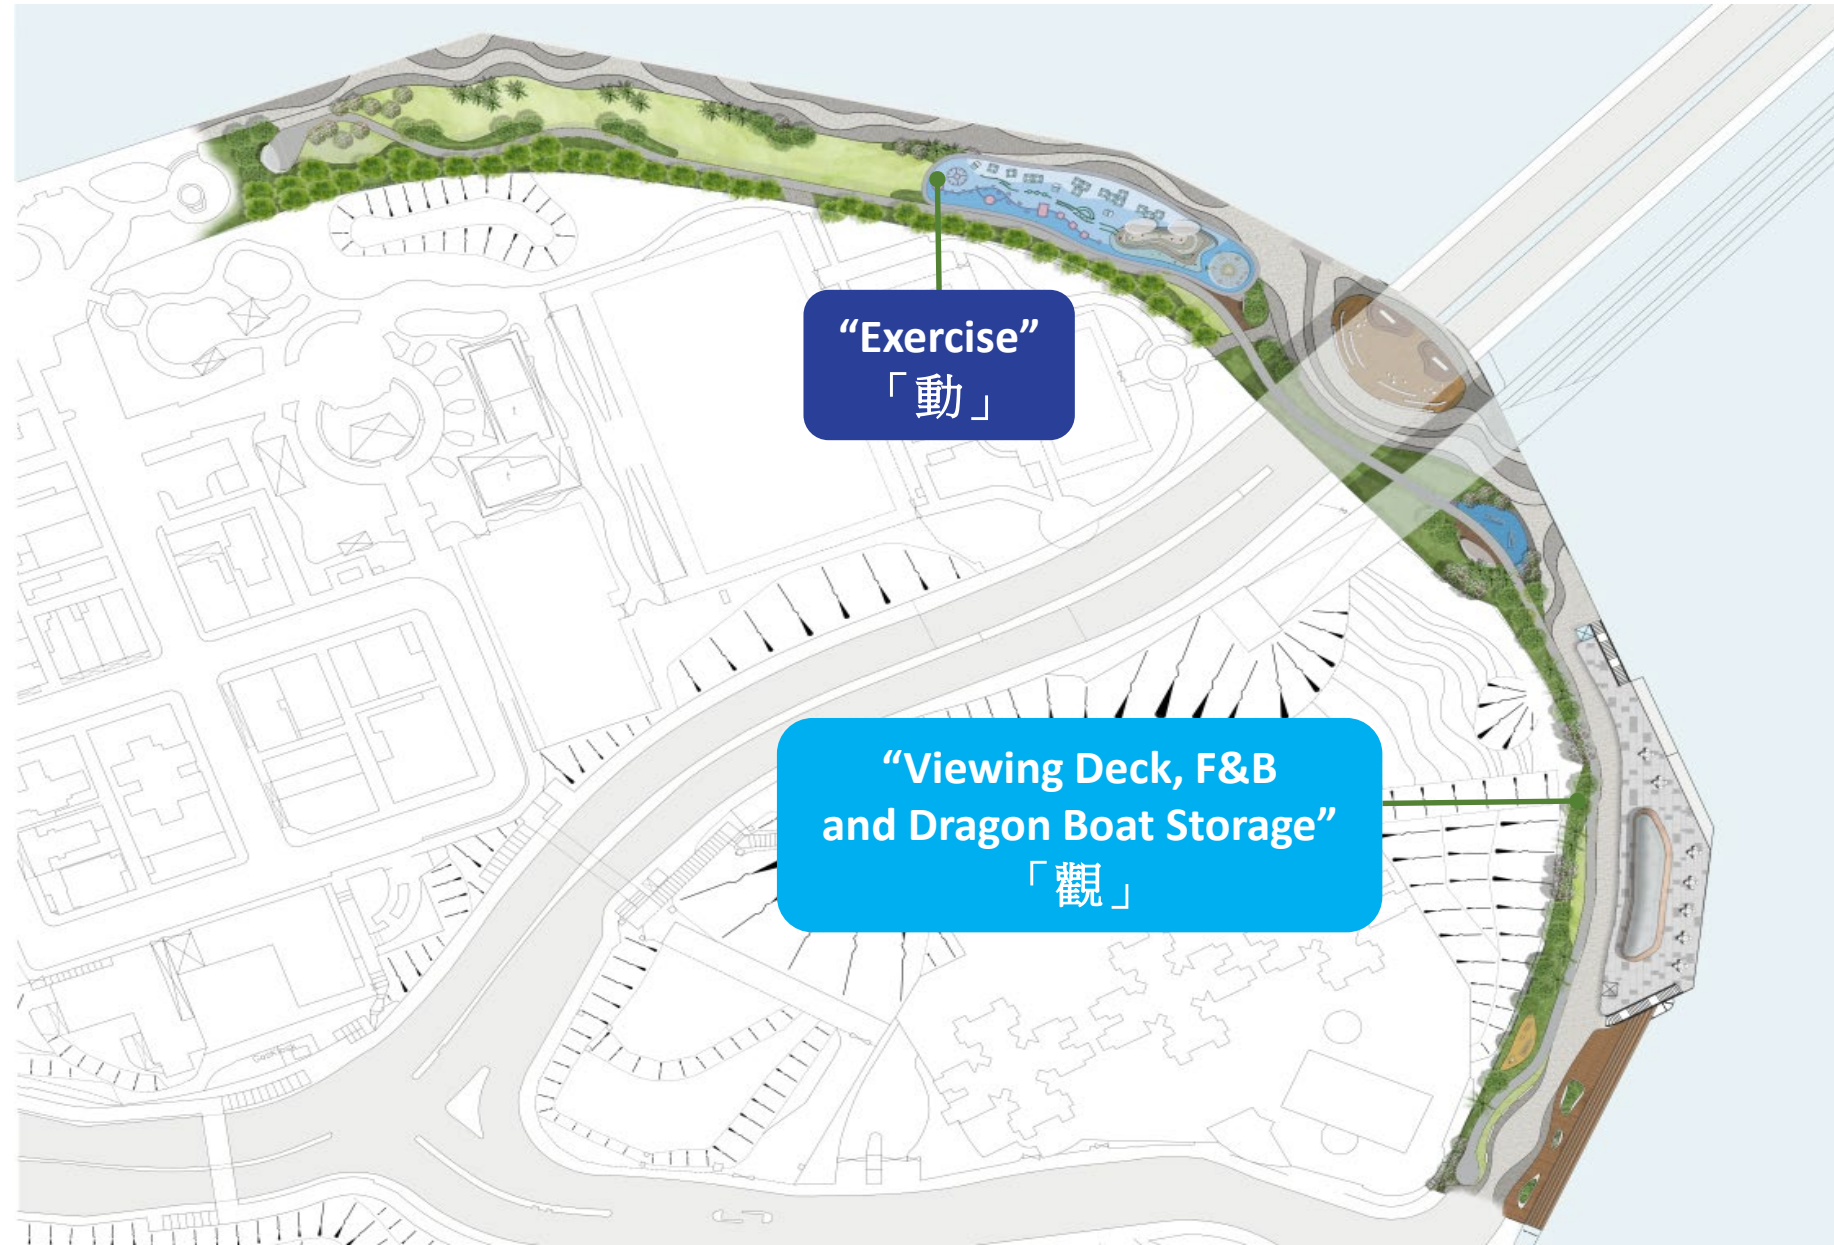 “Exercise”
「動」
“Viewing Deck, F&B
and Dragon Boat Storage”
「觀」